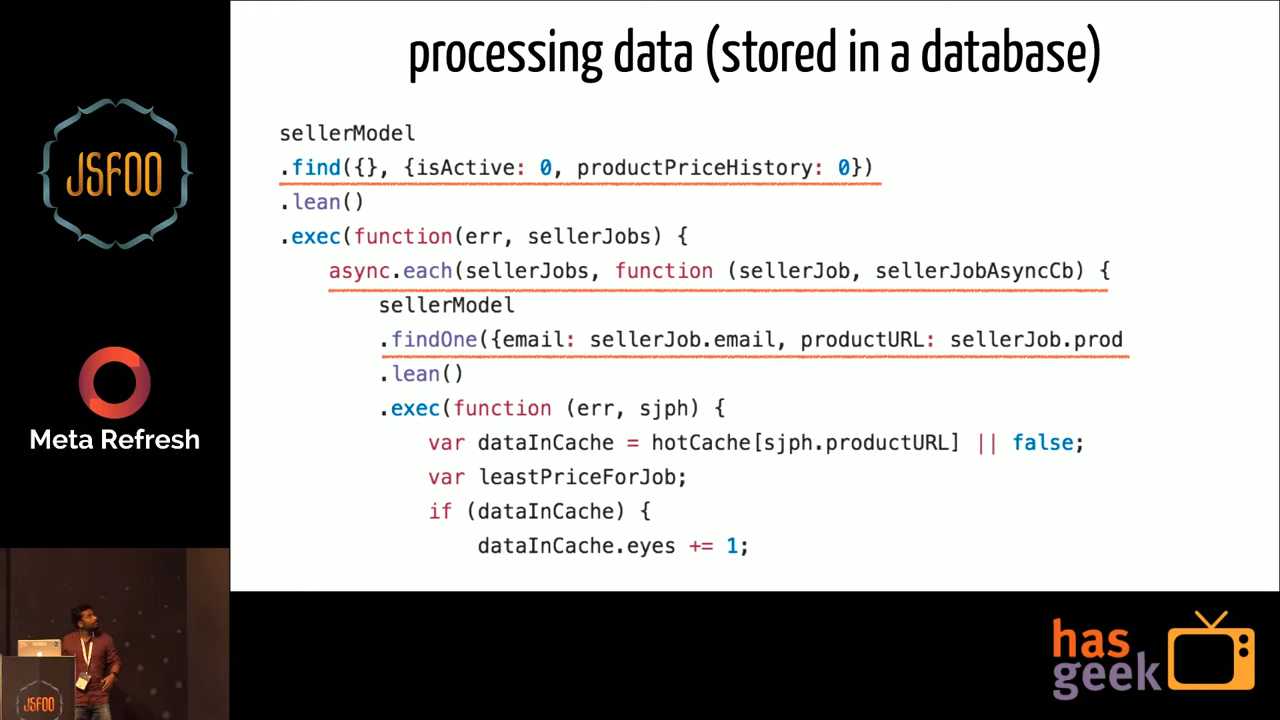 processing data (stored in a database)
sellerModel
.find({}, {isActive: 0, productPriceHistory: 0})
.lean()
.exec(function(err, sellerJobs) {
async.each(sellerJobs, function (sellerJob, sellerJobAsyncCb) {
sellerModel
.findOne({email: sellerJob.email, productURL: sellerJob.prod
.lean()
.exec(function (err, sjph) {
var dataInCache = hotCache[sjph.productURL] || false;
var leastPriceForJob;
if (dataInCache) {
dataInCache.eyes += 1;
JSFOO
Meta Refresh
JSFOO
has
geek